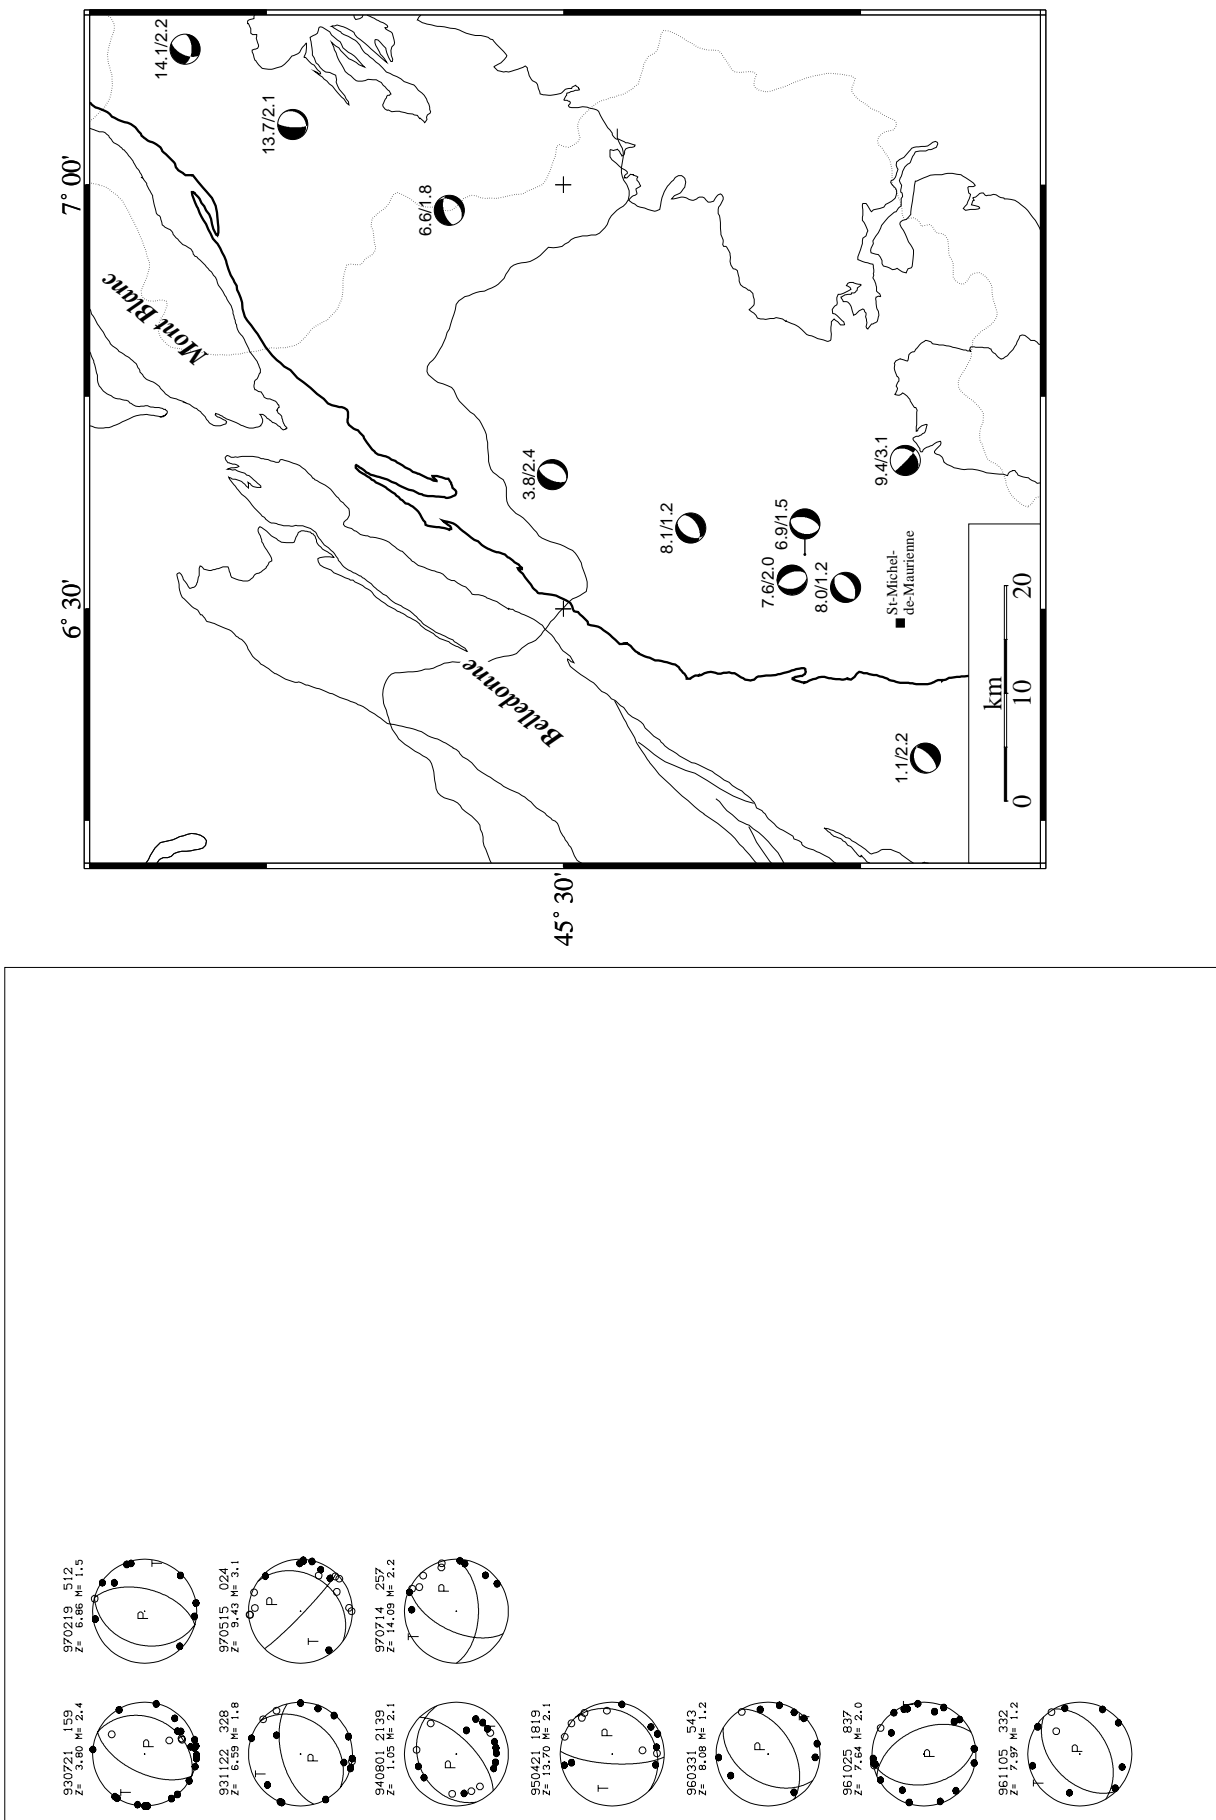 14.1/2.2
13.7/2.1
7° 00'
6.6/1.8
Mont Blanc
3.8/2.4
9.4/3.1
8.1/1.2
6.9/1.5
7.6/2.0
8.0/1.2
St-Michel-
de-Maurienne
6° 30'
Belledonne
km
0 10 20
1.1/2.2
45° 30'
970219 512
Z= 6.86 M= 1.5
P
T
970515 024
Z= 9.43 M= 3.1
P
T
970714 257
Z= 14.09 M= 2.2
P
T
930721 159
Z= 3.80 M= 2.4
P
T
931122 328
Z= 6.59 M= 1.8
P
T
940801 2139
Z= 1.05 M= 2.1
P
T
950421 1819
Z= 13.70 M= 2.1
P
T
960331 543
Z= 8.08 M= 1.2
P
T
961025 837
Z= 7.64 M= 2.0
P
T
961105 332
Z= 7.97 M= 1.2
P
T